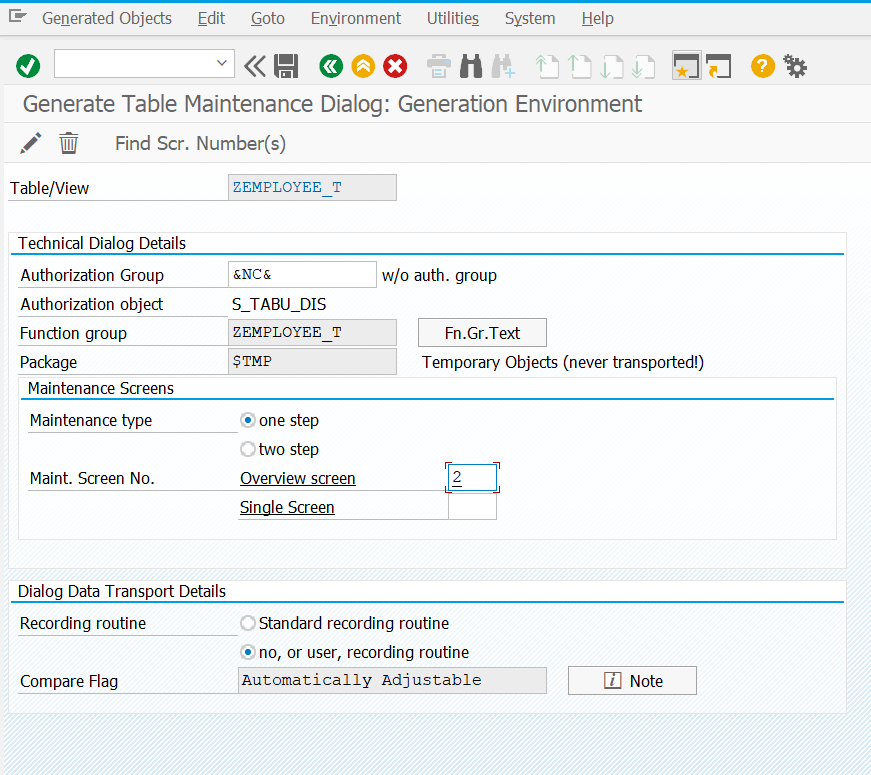 Generated Objects Edit Goto Environment Utilities System Help
Generate Table Maintenance Dialog: Generation Environment
Find Scr. Number(s)
Table/View ZEMPLOYEE_T
Technical Dialog Details
Authorization Group &NC& w/o auth. group
Authorization object S_TABU_DIS
Function group ZEMPLOYEE_T Fn.Gr.Text
Package $TMP Temporary Objects (never transported!)
Maintenance Screens
Maintenance type one step
two step
Maint. Screen No. Overview screen 2
Single Screen
Dialog Data Transport Details
Recording routine Standard recording routine
no, or user, recording routine
Compare Flag Automatically Adjustable i Note